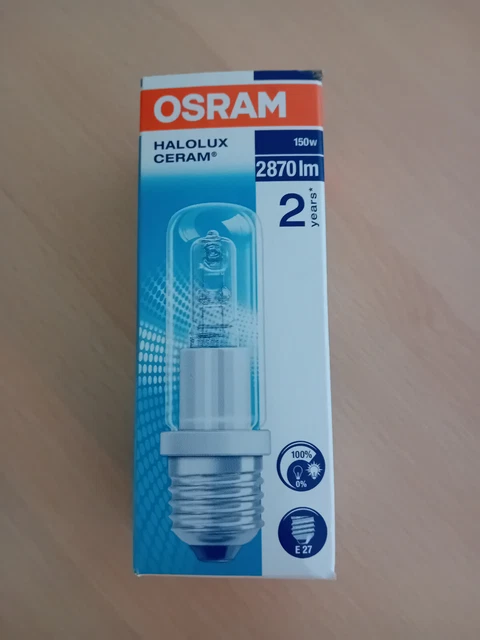 OSRAM
HALOLUX
CERAM®
150w
2870lm
2 years*
100%
0%
E 27